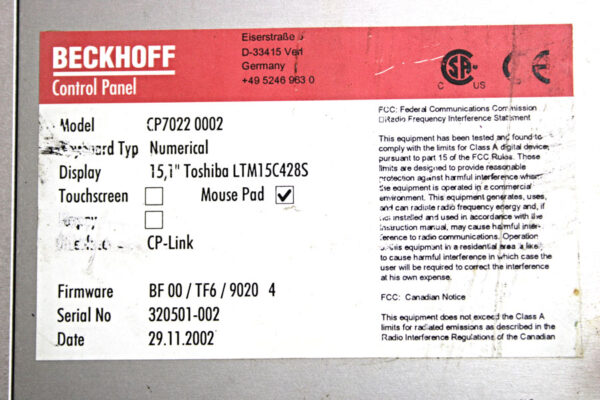 BECKHOFF
Control Panel
Eiserstraße 5
D-33415 Verl
Germany
+49 5246 963 0
CSA
C US
CE
Model CP7022 0002
Typ Numerical
Display 15,1" Toshiba LTM15C428S
Touchscreen Mouse Pad ✓
CP-Link
Firmware BF 00 / TF6 / 9020 4
Serial No 320501-002
Date 29.11.2002
FCC: Federal Communications Commission
Radio Frequency Interference Statement
This equipment has been tested and found to
comply with the limits for Class A digital device,
pursuant to part 15 of the FCC Rules. These
limits are designed to provide reasonable
protection against harmful interference when
the equipment is operated in a commercial
environment. This equipment generates, uses,
and can radiate radio frequency energy and, if
not installed and used in accordance with the
instruction manual, may cause harmful inter-
ference to radio communications. Operation
of this equipment in a residential area is likely
to cause harmful interference in which case the
user will be required to correct the interference
at his own expense.
FCC: Canadian Notice
This equipment does not exceed the Class A
limits for radiated emissions as described in the
Radio Interference Regulations of the Canadian